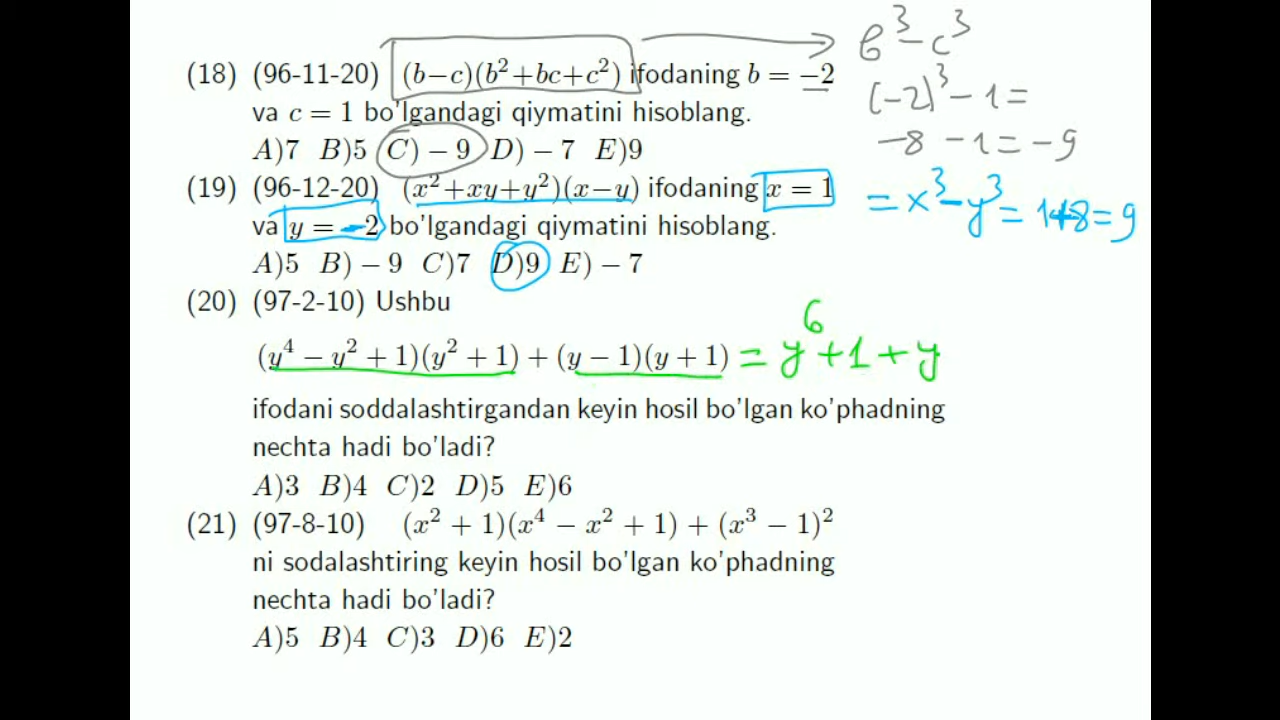 b³ – c³
(18) (96-11-20) (b−c)(b²+bc+c²) ifodaning b = −2
(-2)³ - 1 =
va c = 1 bo'lgandagi qiymatini hisoblang.
-8 - 1 = -9
A)7 B)5 C) − 9 D) − 7 E)9
(19) (96-12-20) (x²+xy+y²)(x−y) ifodaning x = 1
= x³ - y³ = 1+8 = 9
va y = -2 bo'lgandagi qiymatini hisoblang.
A)5 B) − 9 C)7 D)9 E) − 7
(20) (97-2-10) Ushbu
(y⁴ − y² + 1)(y² + 1) + (y − 1)(y + 1) = y⁶ + 1 + y
ifodani soddalashtirgandan keyin hosil bo'lgan ko'phadning
nechta hadi bo'ladi?
A)3 B)4 C)2 D)5 E)6
(21) (97-8-10) (x² + 1)(x⁴ − x² + 1) + (x³ − 1)²
ni sodalashtiring keyin hosil bo'lgan ko'phadning
nechta hadi bo'ladi?
A)5 B)4 C)3 D)6 E)2